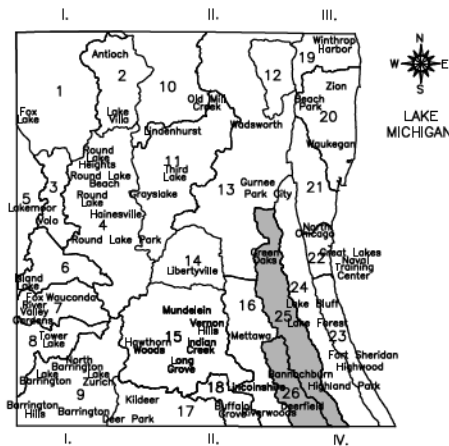 I.
II.
III.
Antioch
Winthrop
Harbor
19
N
W
E
S
1
2
10
12
Zion
Beach
Park
20
LAKE
MICHIGAN
Fox
Lake
Lake
Villa
Old Mill
Creek
Lindenhurst
Wadsworth
Waukegan
Round
Lake
Heights
Round Lake
Beach
Round
Lake
Hainesville
4
Round Lake Park
11
Third
Lake
Grayslake
13
Gurnee
Park City
21
3
5
Lakemoor
Volo
North
Chicago
22
Great Lakes
Naval
Training
Center
6
14
Libertyville
Green
Oaks
Island
Lake
Fox
River
Valley
Gardens
Wauconda
7
24
Lake Bluff
16
25
Lake Forest
23
Mundelein
Vernon
Hills
15
Hawthorn
Woods
Indian
Creek
Long
Grove
Mettawa
8
Tower
Lake
North
Barrington
Lake
Zurich
Lake
Barrington
9
Barrington
Hills
Barrington
Fort Sheridan
Highwood
Bannockburn
Highland Park
26
Deerfield
Riverwoods
18
Lincolnshire
Buffalo
Grove
Kildeer
17
Deer Park
I.
II.
IV.